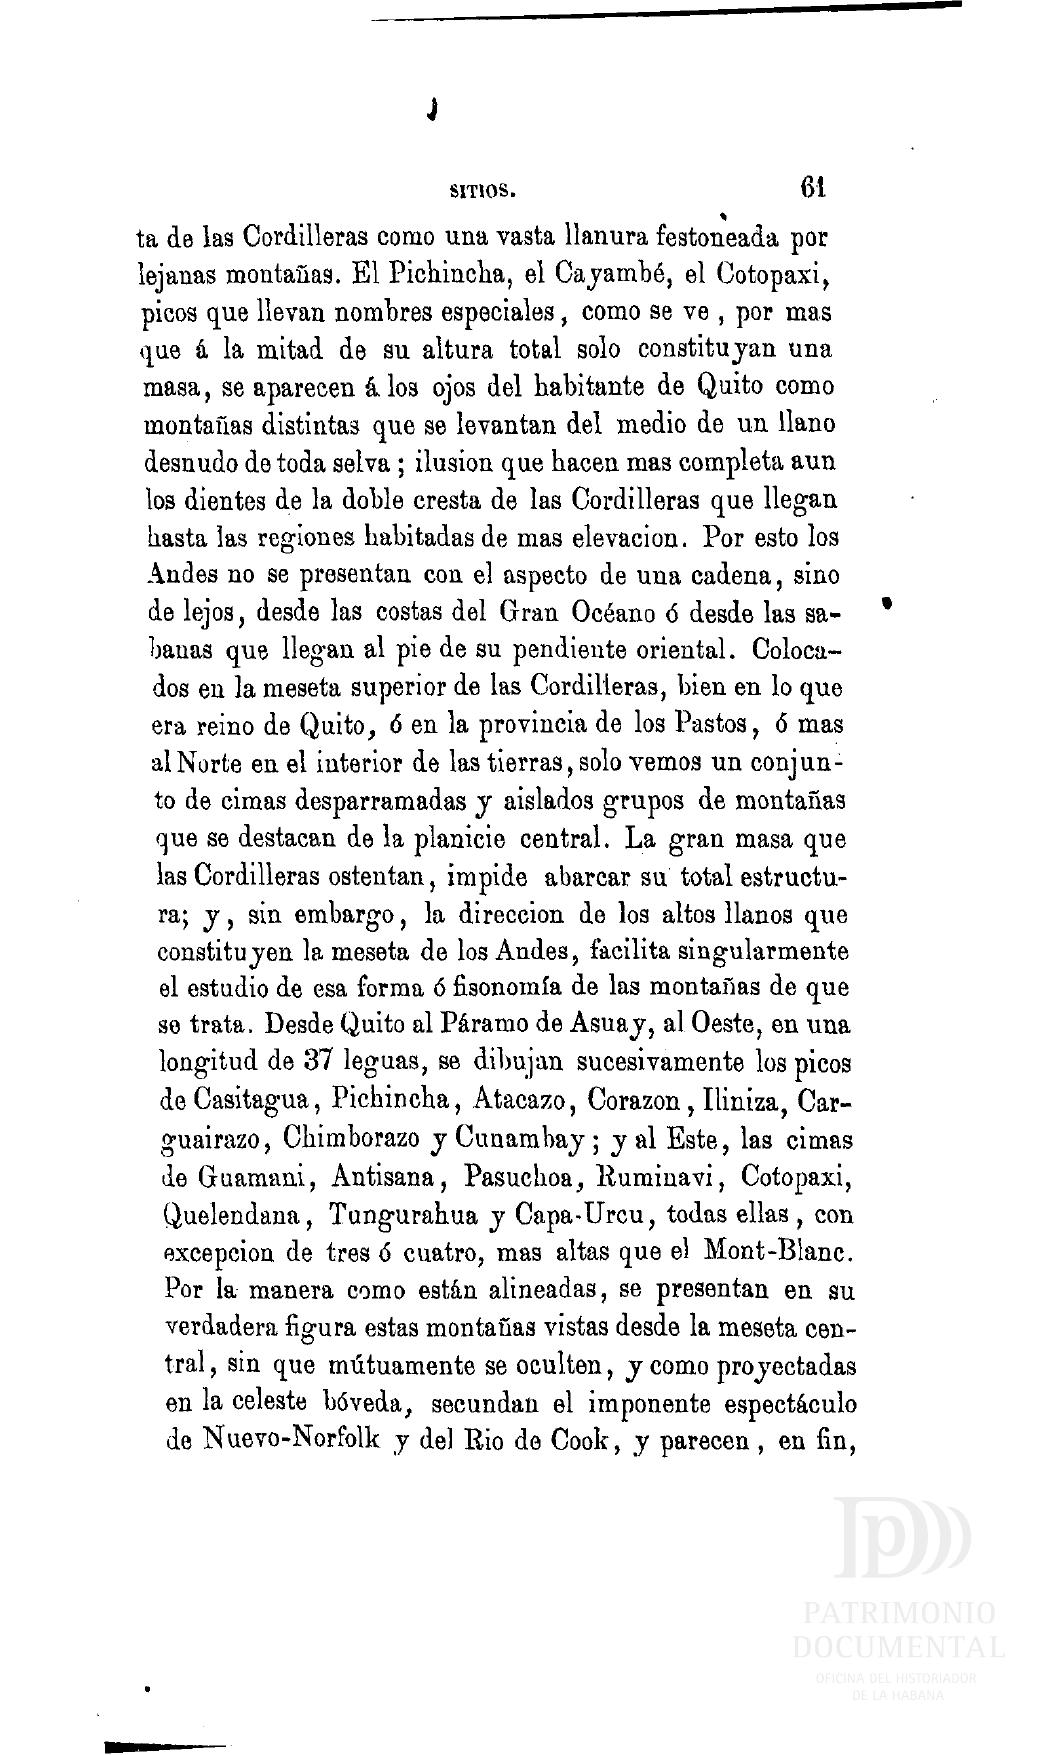 SITIOS. 61
ta de las Cordilleras como una vasta llanura festoneada por
lejanas montañas. El Pichincha, el Cayambé, el Cotopaxi,
picos que llevan nombres especiales, como se ve , por mas
que á la mitad de su altura total solo constituyan una
masa, se aparecen á los ojos del habitante de Quito como
montañas distintas que se levantan del medio de un llano
desnudo de toda selva ; ilusion que hacen mas completa aun
los dientes de la doble cresta de las Cordilleras que llegan
hasta las regiones habitadas de mas elevacion. Por esto los
Andes no se presentan con el aspecto de una cadena, sino
de lejos, desde las costas del Gran Océano ó desde las sa-
banas que llegan al pie de su pendiente oriental. Coloca-
dos en la meseta superior de las Cordilleras, bien en lo que
era reino de Quito, ó en la provincia de los Pastos, ó mas
al Norte en el interior de las tierras, solo vemos un conjun-
to de cimas desparramadas y aislados grupos de montañas
que se destacan de la planicie central. La gran masa que
las Cordilleras ostentan, impide abarcar su total estructu-
ra; y, sin embargo, la direccion de los altos llanos que
constituyen la meseta de los Andes, facilita singularmente
el estudio de esa forma ó fisonomía de las montañas de que
se trata. Desde Quito al Páramo de Asuay, al Oeste, en una
longitud de 37 leguas, se dibujan sucesivamente los picos
de Casitagua, Pichincha, Atacazo, Corazon, Iliniza, Car-
guairazo, Chimborazo y Cunambay ; y al Este, las cimas
de Guamani, Antisana, Pasuchoa, Ruminavi, Cotopaxi,
Quelendana, Tungurahua y Capa-Urcu, todas ellas, con
excepcion de tres ó cuatro, mas altas que el Mont-Blanc.
Por la manera como están alineadas, se presentan en su
verdadera figura estas montañas vistas desde la meseta cen-
tral, sin que mútuamente se oculten, y como proyectadas
en la celeste bóveda, secundan el imponente espectáculo
de Nuevo-Norfolk y del Rio de Cook, y parecen, en fin,
PATRIMONIO
DOCUMENTAL
OFICINA DEL HISTORIADOR
DE LA HABANA